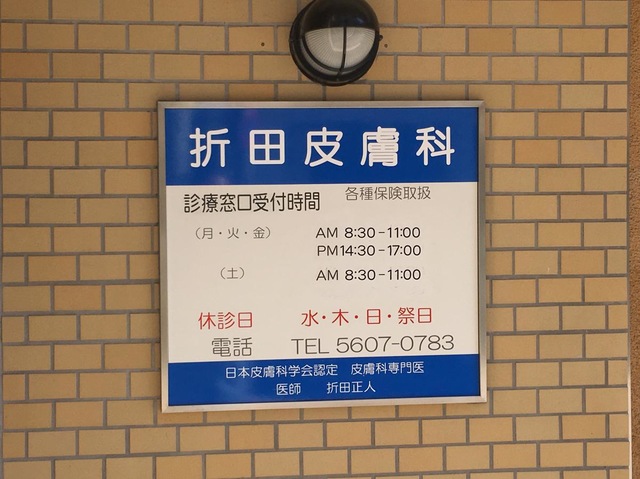 折田皮膚科
診療窓口受付時間 各種保険取扱
（月・火・金） AM 8:30-11:00
PM14:30-17:00
（土） AM 8:30-11:00
休診日 水・木・日・祭日
電話 TEL 5607-0783
日本皮膚科学会認定 皮膚科専門医
医師 折田正人